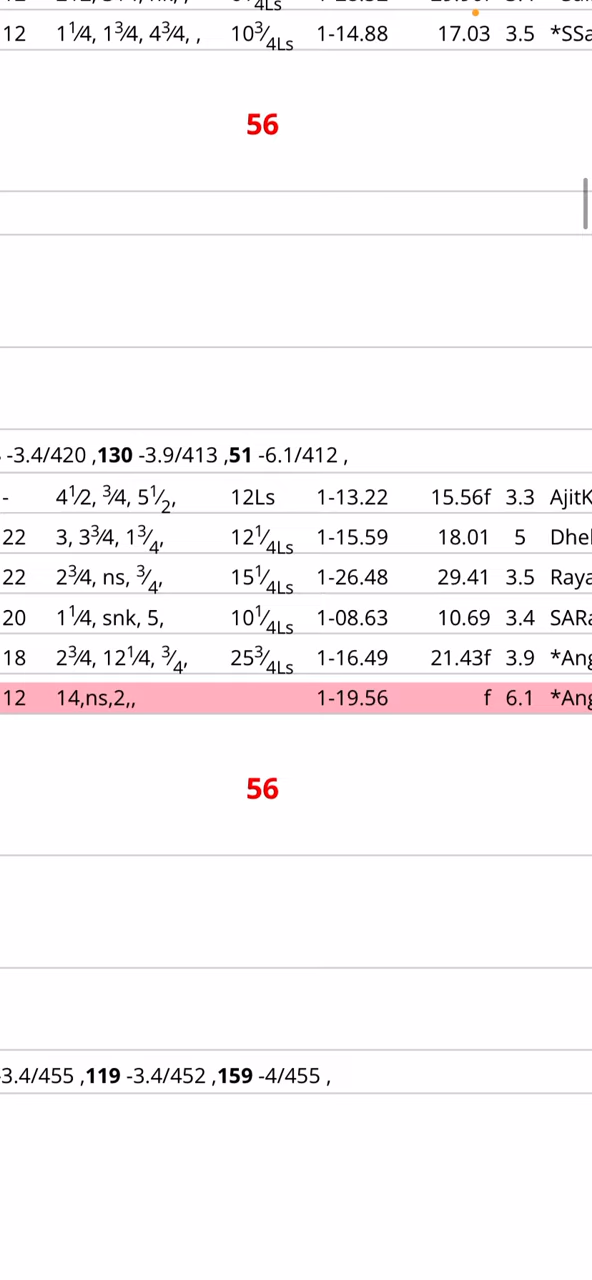 4Ls
12 1¼, 1¾, 4¾, , 10¾Ls 1-14.88 17.03 3.5 *SSa
56
-3.4/420 ,130 -3.9/413 ,51 -6.1/412 ,
- 4½, ¾, 5½, 12Ls 1-13.22 15.56f 3.3 AjitK
22 3, 3¾, 1¾, 12¼Ls 1-15.59 18.01 5 Dhel
22 2¾, ns, ¾, 15¼Ls 1-26.48 29.41 3.5 Raya
20 1¼, snk, 5, 10¼Ls 1-08.63 10.69 3.4 SARa
18 2¾, 12¼, ¾, 25¾Ls 1-16.49 21.43f 3.9 *Ang
12 14,ns,2,, 1-19.56 f 6.1 *Ang
56
-3.4/455 ,119 -3.4/452 ,159 -4/455 ,